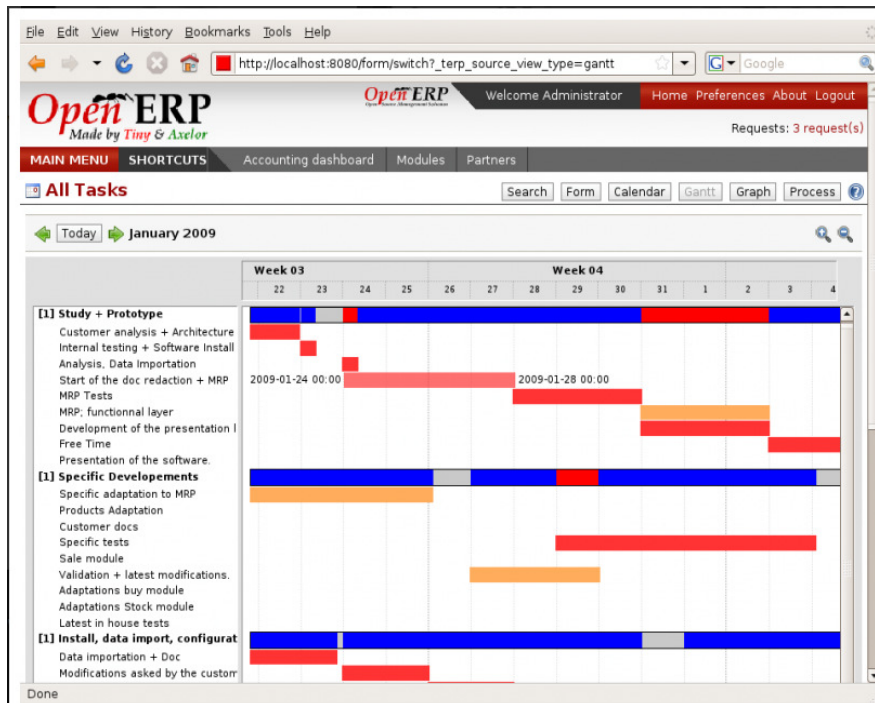 File Edit View History Bookmarks Tools Help
http://localhost:8080/form/switch?_terp_source_view_type=gantt
G Google
Open ERP
Made by Tiny & Axelor
Open ERP
Welcome Administrator
Home Preferences About Logout
Requests: 3 request(s)
MAIN MENU SHORTCUTS Accounting dashboard Modules Partners
All Tasks
Search Form Calendar Gantt Graph Process ?
Today January 2009
Week 03 Week 04
22 23 24 25 26 27 28 29 30 31 1 2 3 4
[1] Study + Prototype
Customer analysis + Architecture
Internal testing + Software Install
Analysis, Data Importation
Start of the doc redaction + MRP 2009-01-24 00:00 2009-01-28 00:00
MRP Tests
MRP; functionnal layer
Development of the presentation l
Free Time
Presentation of the software.
[1] Specific Developements
Specific adaptation to MRP
Products Adaptation
Customer docs
Specific tests
Sale module
Validation + latest modifications.
Adaptations buy module
Adaptations Stock module
Latest in house tests
[1] Install, data import, configurat
Data importation + Doc
Modifications asked by the custom
Done